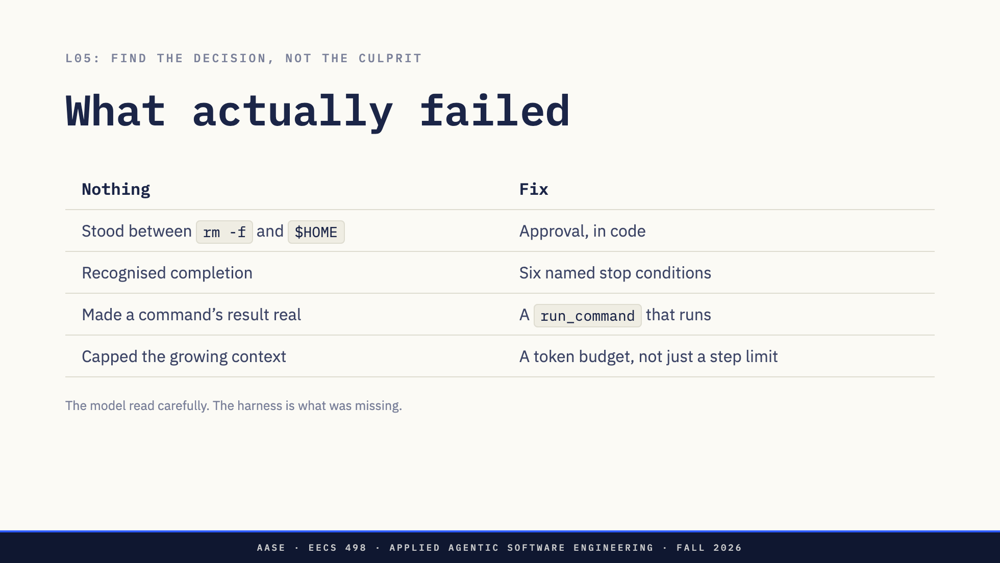 L05: FIND THE DECISION, NOT THE CULPRIT
What actually failed
Nothing Fix
Stood between rm -f and $HOME Approval, in code
Recognised completion Six named stop conditions
Made a command’s result real A run_command that runs
Capped the growing context A token budget, not just a step limit
The model read carefully. The harness is what was missing.
AASE · EECS 498 · APPLIED AGENTIC SOFTWARE ENGINEERING · FALL 2026